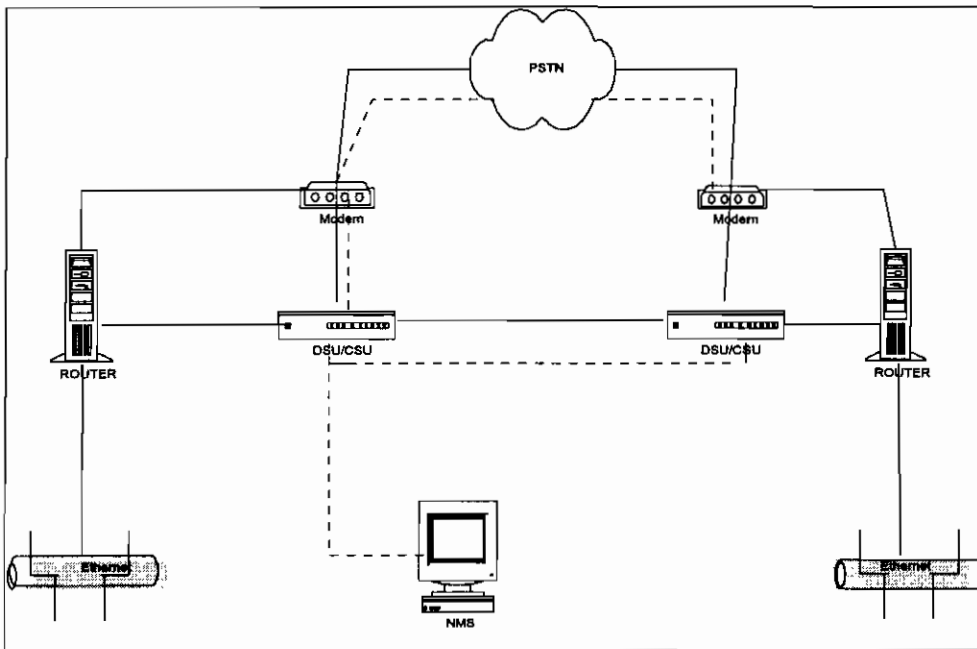 PSTN
Modem
Modem
DSU/CSU
DSU/CSU
ROUTER
ROUTER
Ethernet
Ethernet
NMS